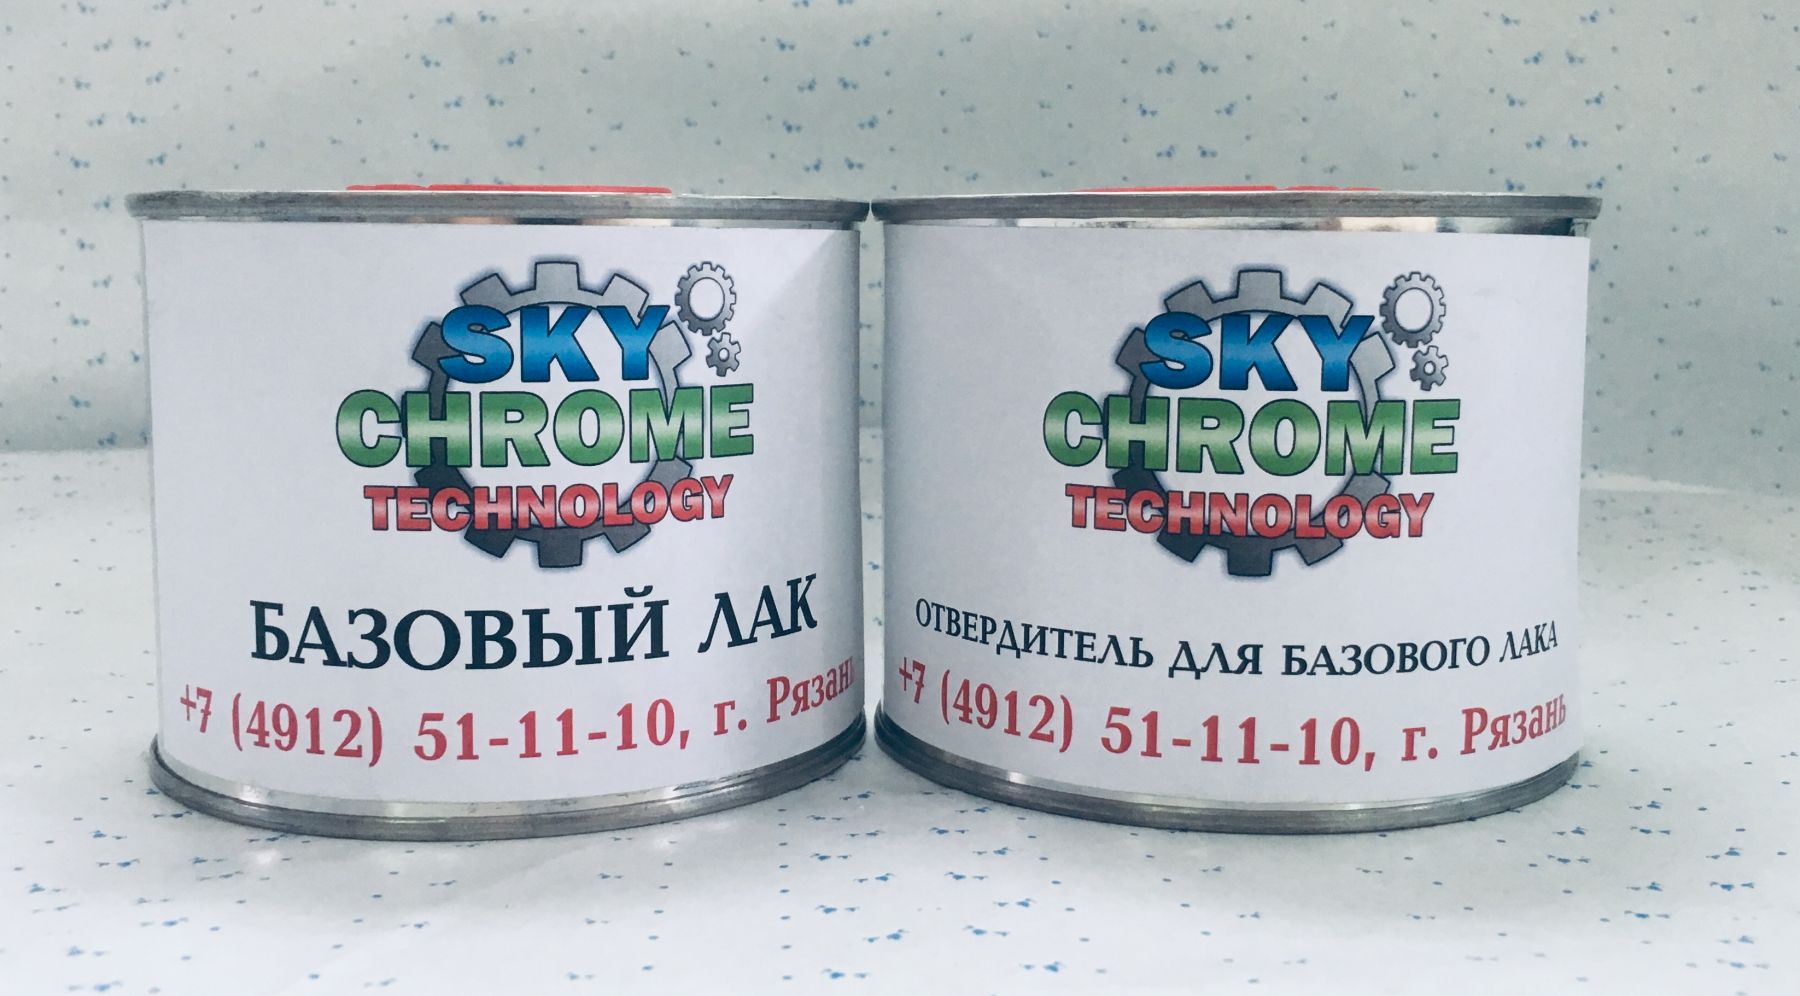 SKY
CHROME
TECHNOLOGY
БАЗОВЫЙ ЛАК
+7 (4912) 51-11-10, г. Рязань
SKY
CHROME
TECHNOLOGY
ОТВЕРДИТЕЛЬ ДЛЯ БАЗОВОГО ЛАКА
+7 (4912) 51-11-10, г. Рязань